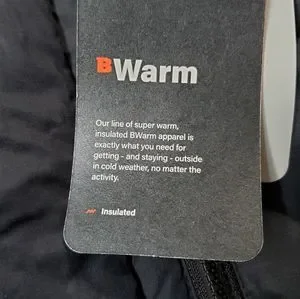 BWarm
Our line of super warm,
insulated BWarm apparel is
exactly what you need for
getting - and staying - outside
in cold weather, no matter the
activity.
Insulated